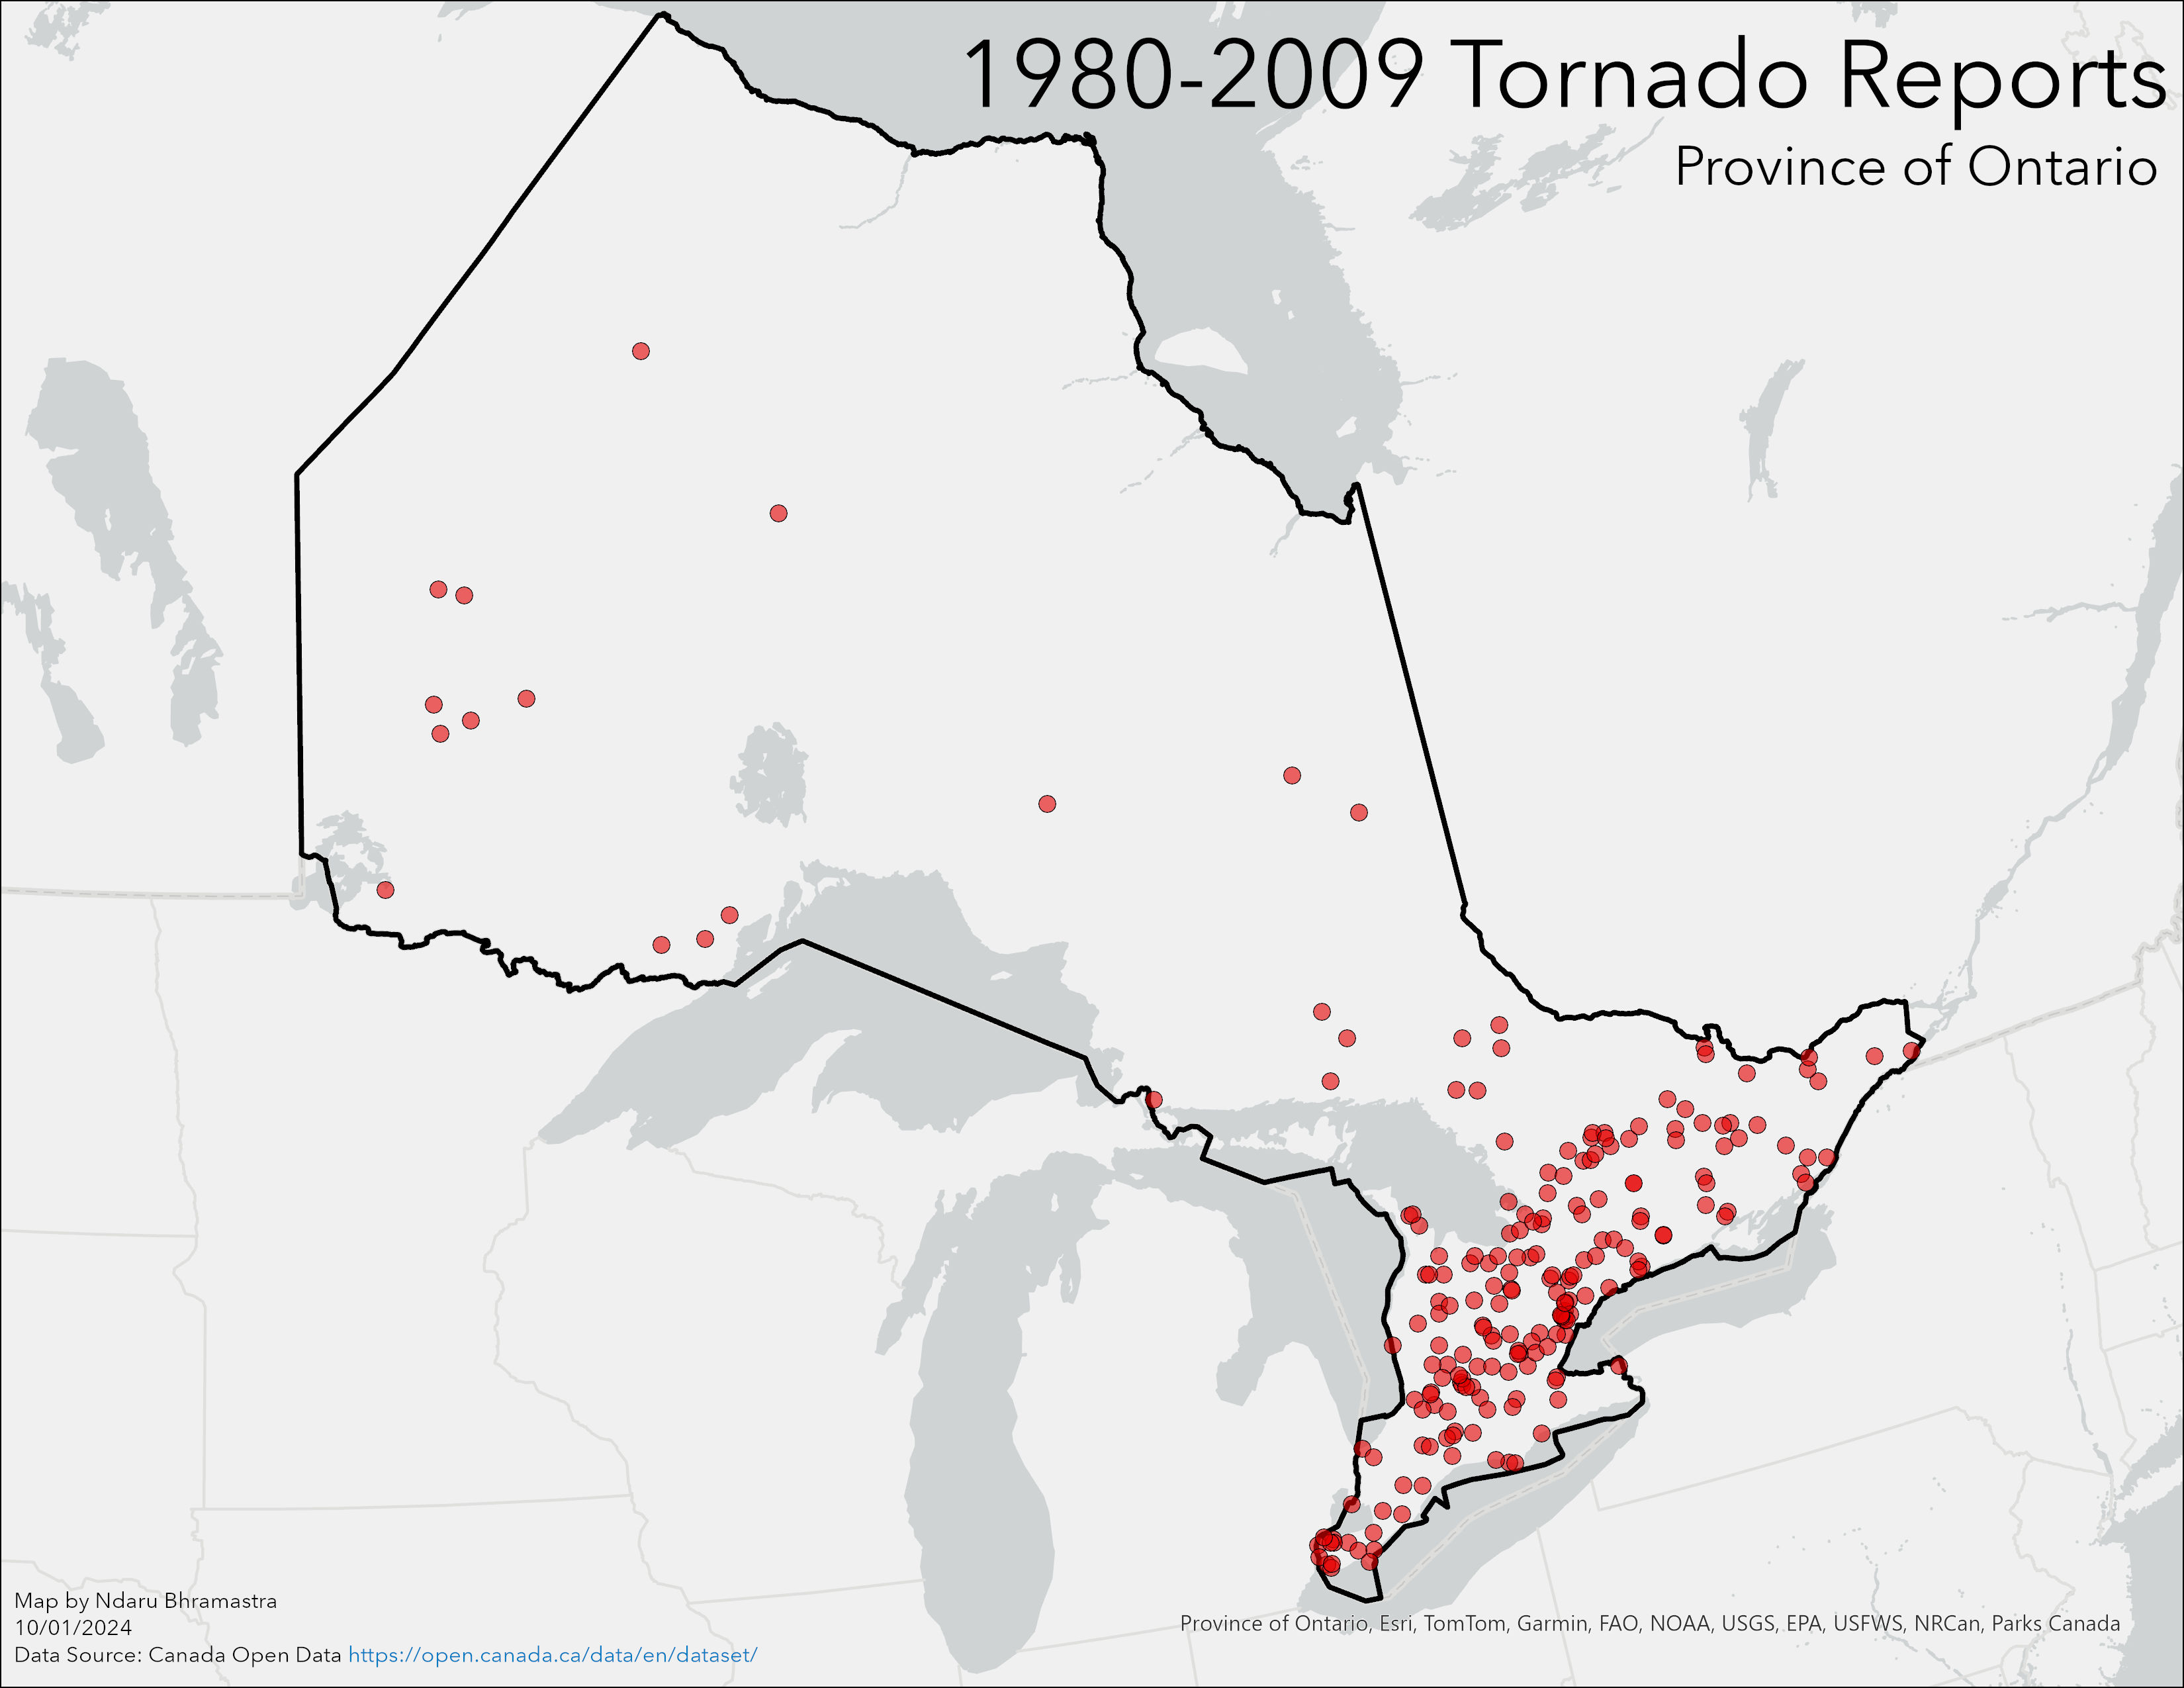 1980-2009 Tornado Reports
Province of Ontario
Map by Ndaru Bhramastra
10/01/2024
Data Source: Canada Open Data https://open.canada.ca/data/en/dataset/
Province of Ontario, Esri, TomTom, Garmin, FAO, NOAA, USGS, EPA, USFWS, NRCan, Parks Canada